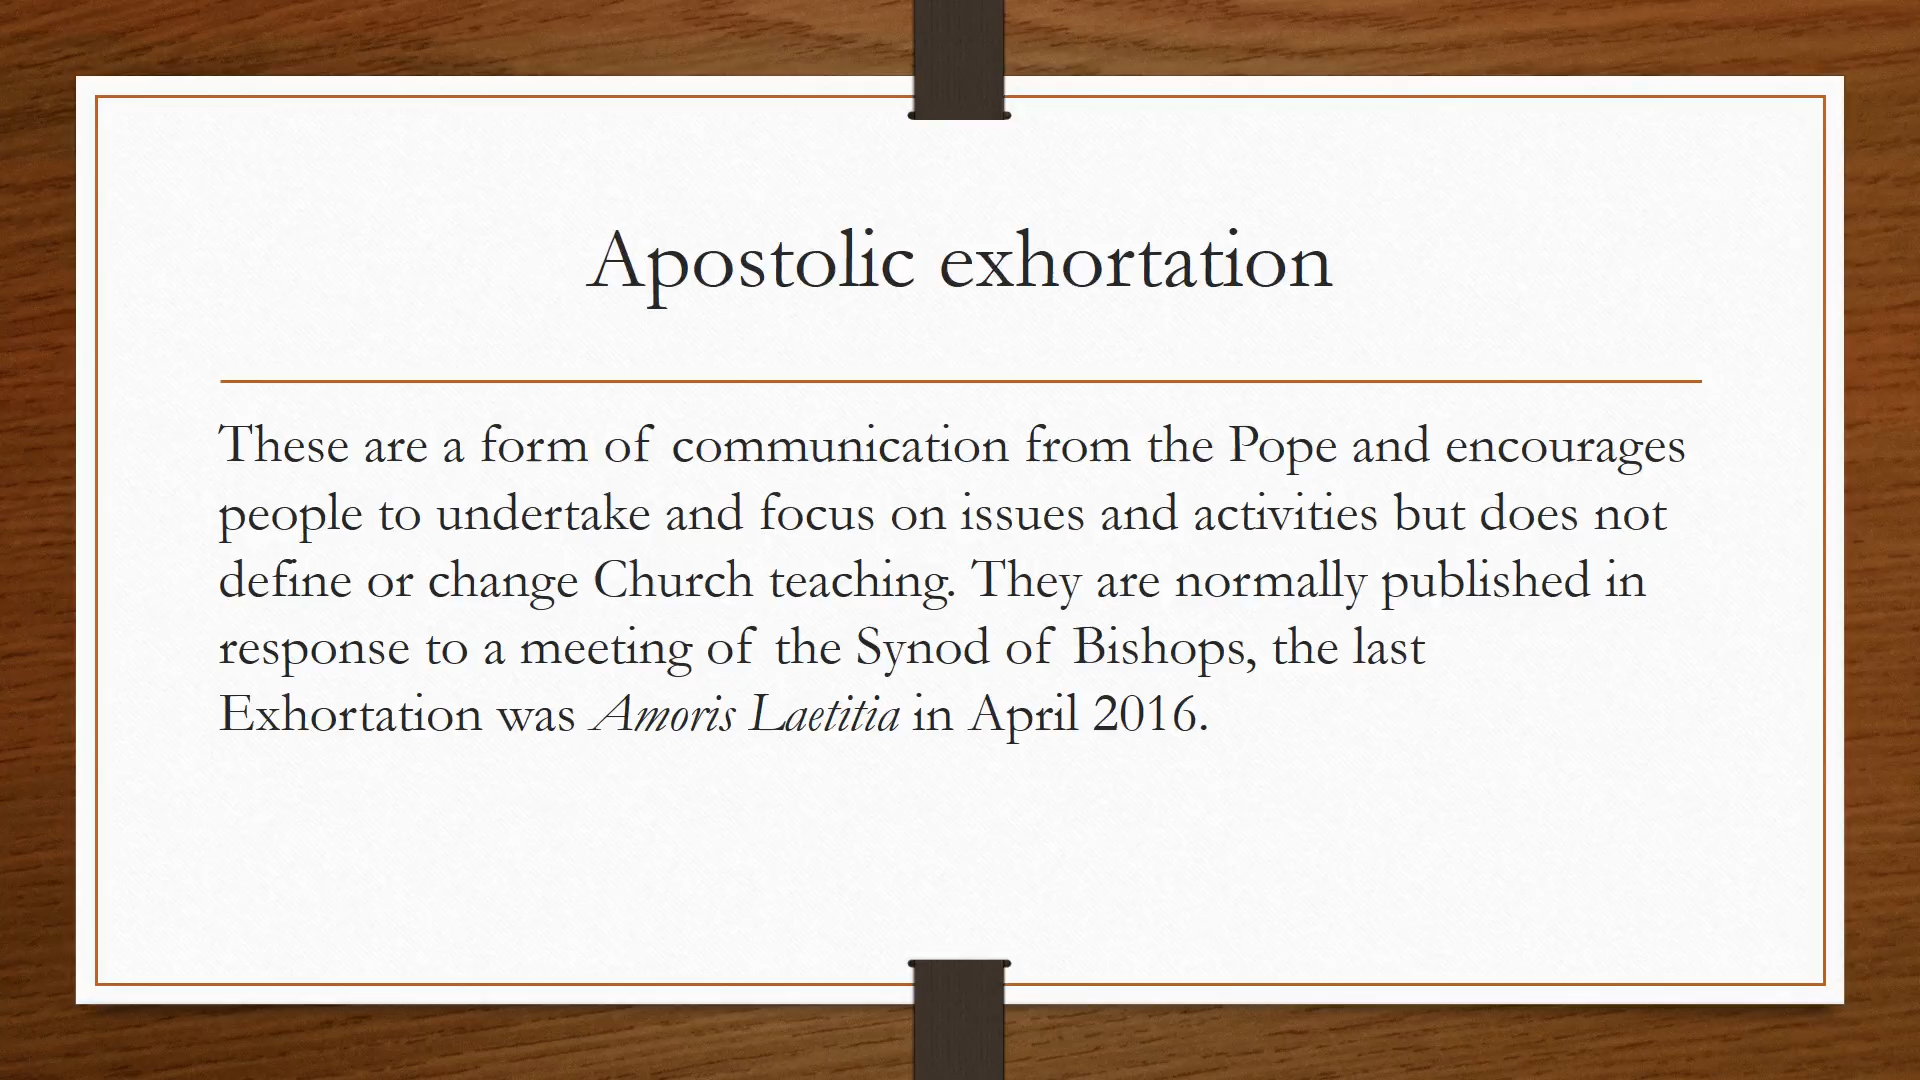 Apostolic exhortation
These are a form of communication from the Pope and encourages
people to undertake and focus on issues and activities but does not
define or change Church teaching. They are normally published in
response to a meeting of the Synod of Bishops, the last
Exhortation was Amoris Laetitia in April 2016.